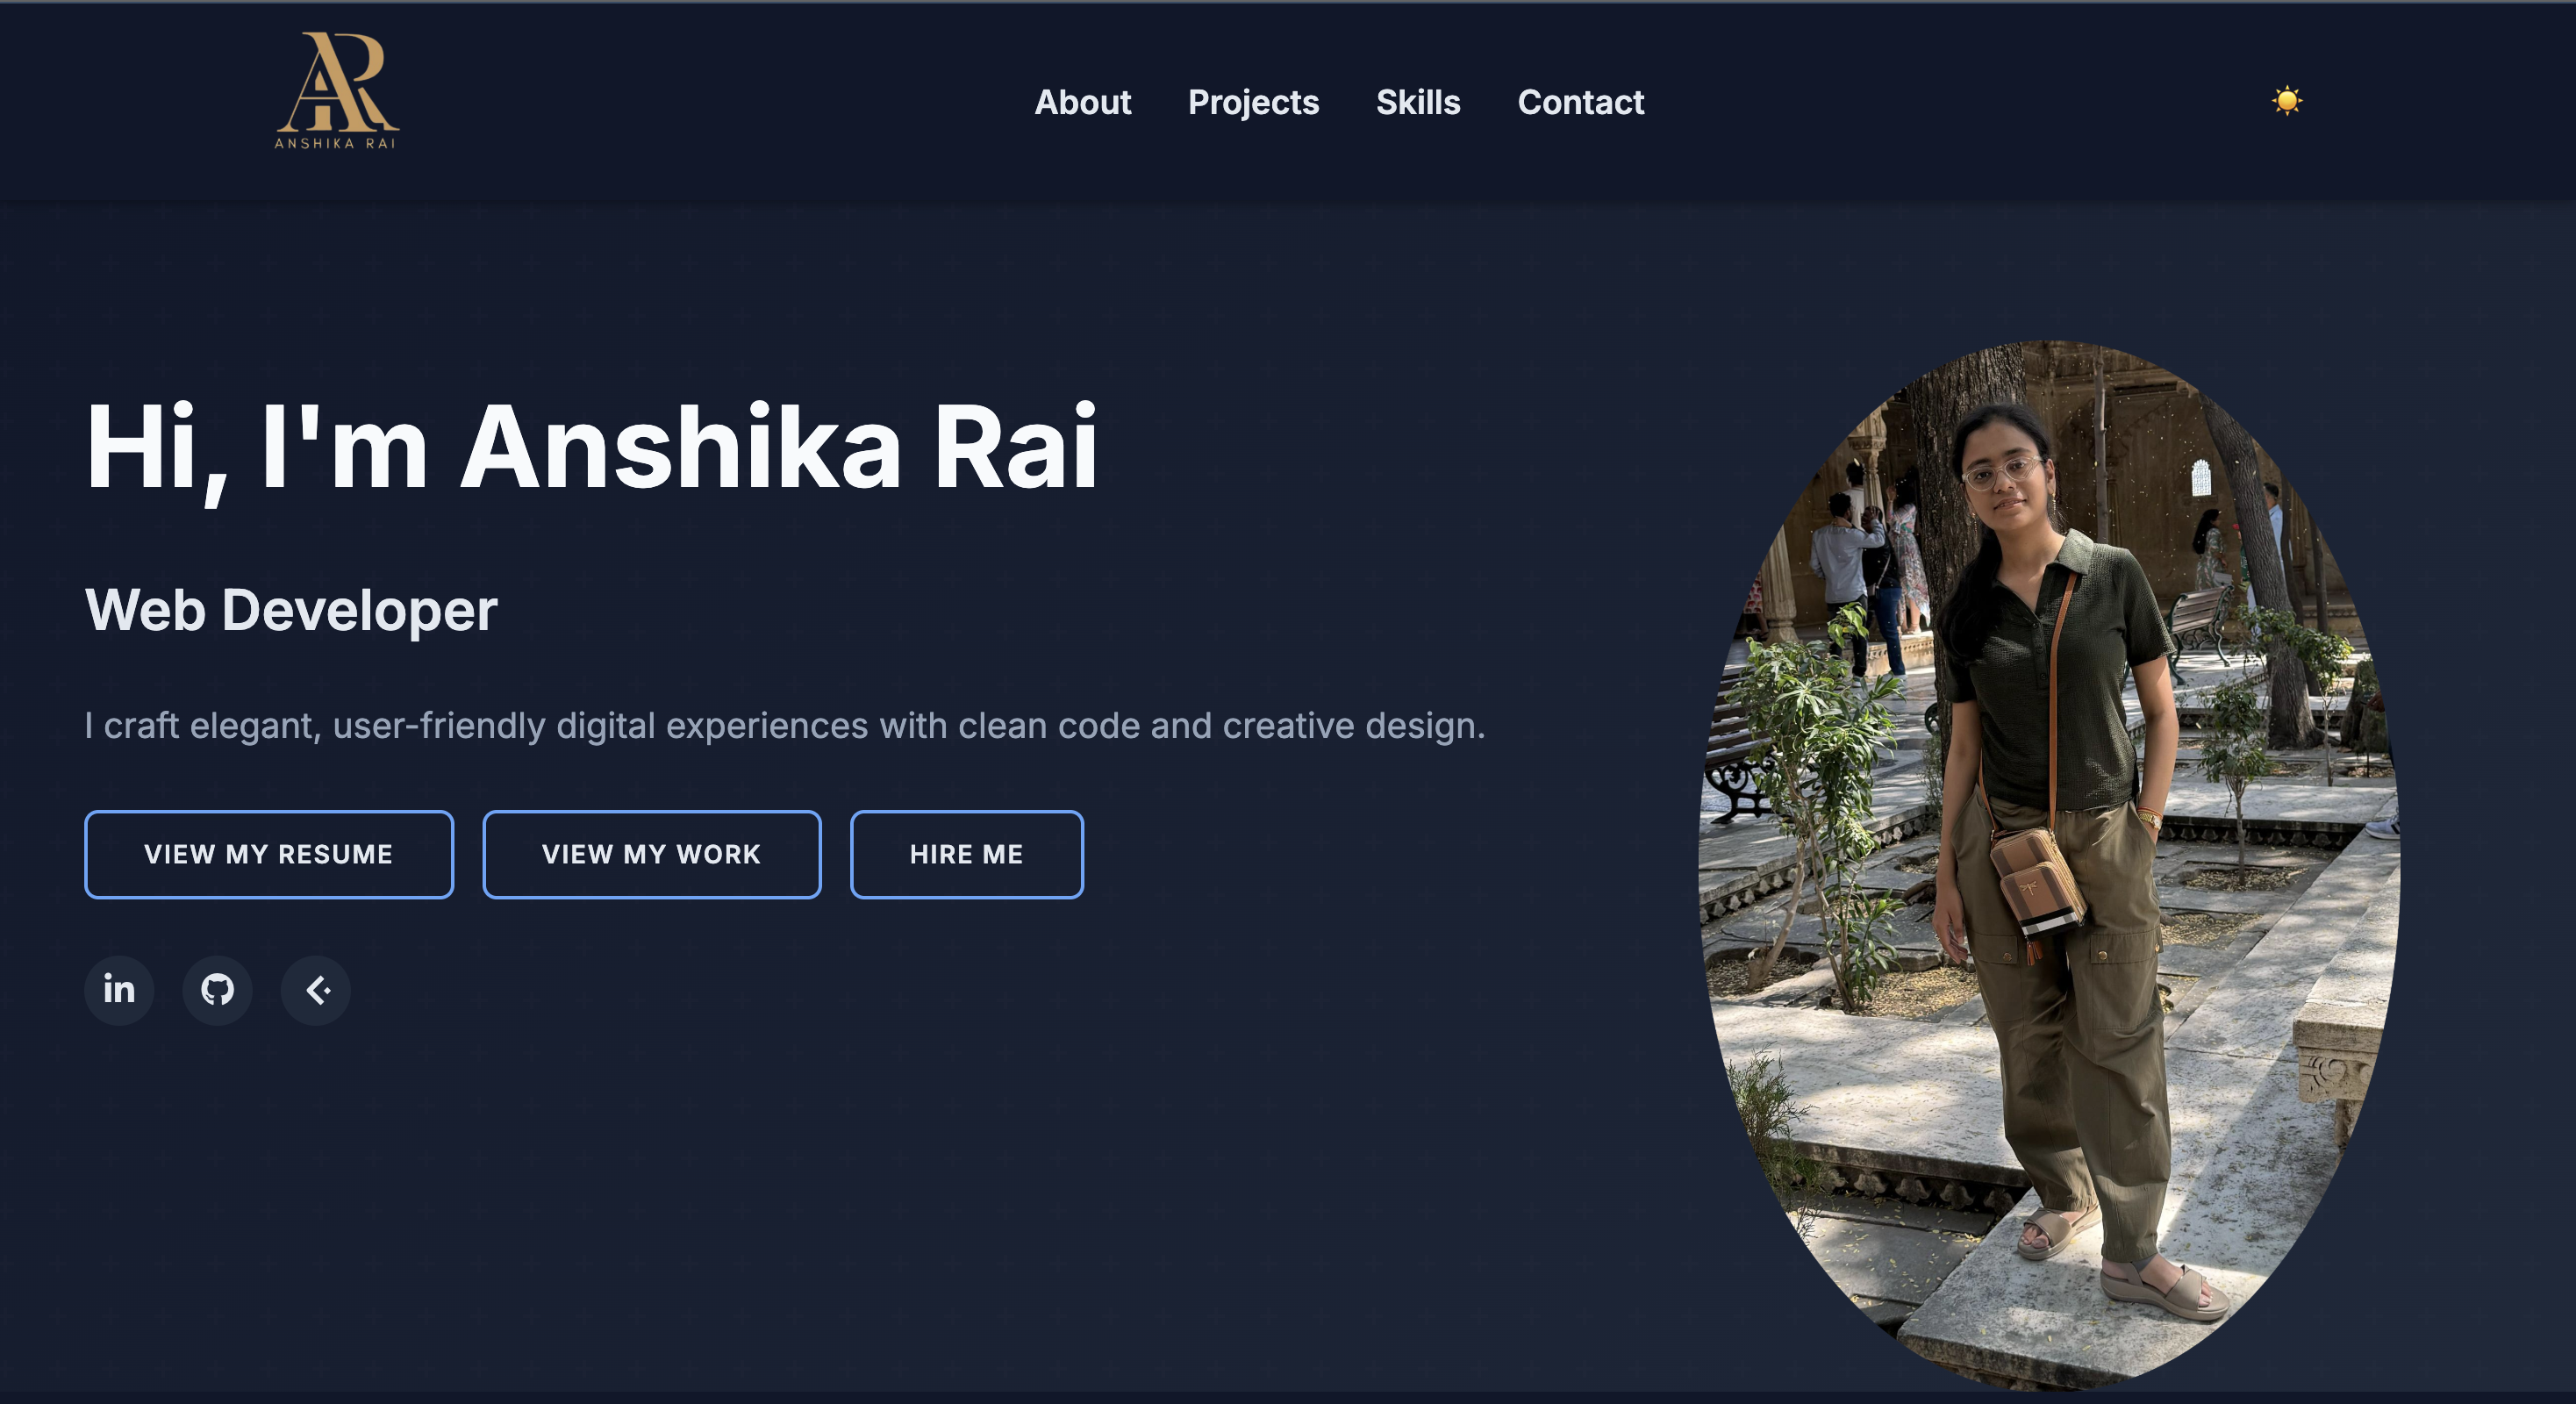 AR
ANSHIKA RAI
About Projects Skills Contact
Hi, I'm Anshika Rai
Web Developer
I craft elegant, user-friendly digital experiences with clean code and creative design.
VIEW MY RESUME VIEW MY WORK HIRE ME
in